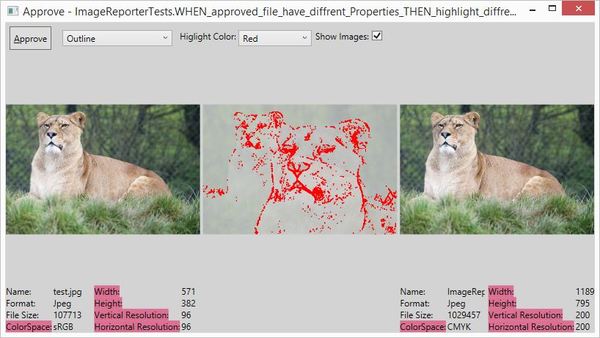 Approve - ImageReporterTests.WHEN_approved_file_have_diffrent_Properties_THEN_highlight_diffre...
Approve Outline Higlight Color: Red Show Images:
Name: test.jpg Width: 571
Format: Jpeg Height: 382
File Size: 107713 Vertical Resolution: 96
ColorSpace: sRGB Horizontal Resolution: 96
Name: ImageRep Width: 1189
Format: Jpeg Height: 795
File Size: 1029457 Vertical Resolution: 200
ColorSpace: CMYK Horizontal Resolution: 200